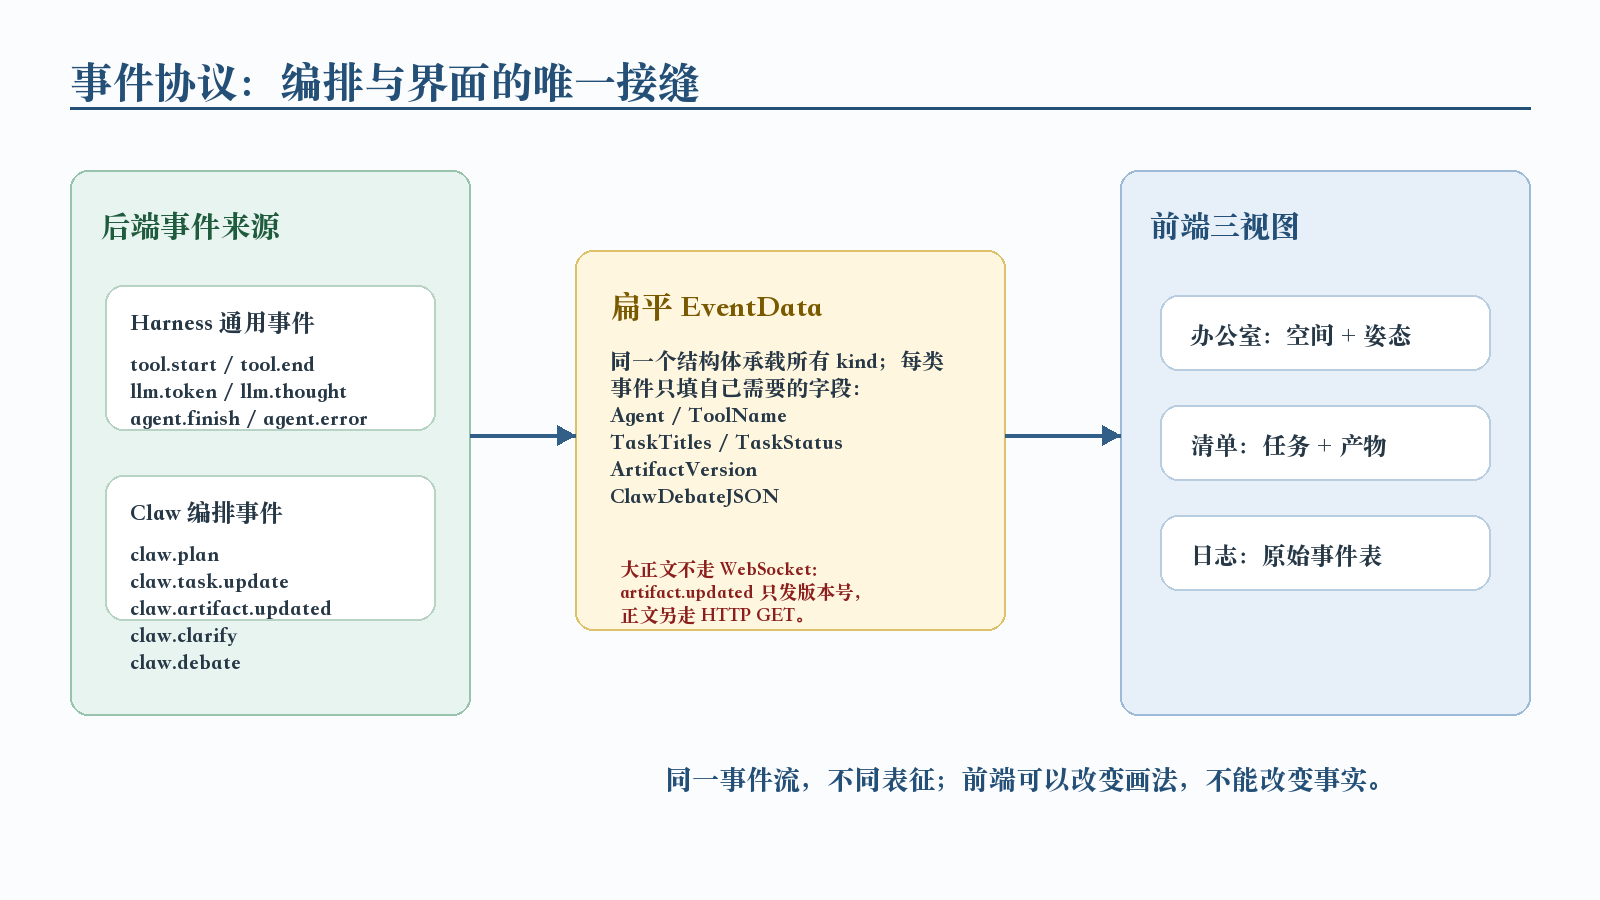 事件协议：编排与界面的唯一接缝
后端事件来源
Harness 通用事件
tool.start / tool.end
llm.token / llm.thought
agent.finish / agent.error
Claw 编排事件
claw.plan
claw.task.update
claw.artifact.updated
claw.clarify
claw.debate
扁平 EventData
同一个结构体承载所有 kind；每类
事件只填自己需要的字段：
Agent / ToolName
TaskTitles / TaskStatus
ArtifactVersion
ClawDebateJSON
大正文不走 WebSocket：
artifact.updated 只发版本号，
正文另走 HTTP GET。
前端三视图
办公室：空间 + 姿态
清单：任务 + 产物
日志：原始事件表
同一事件流，不同表征；前端可以改变画法，不能改变事实。